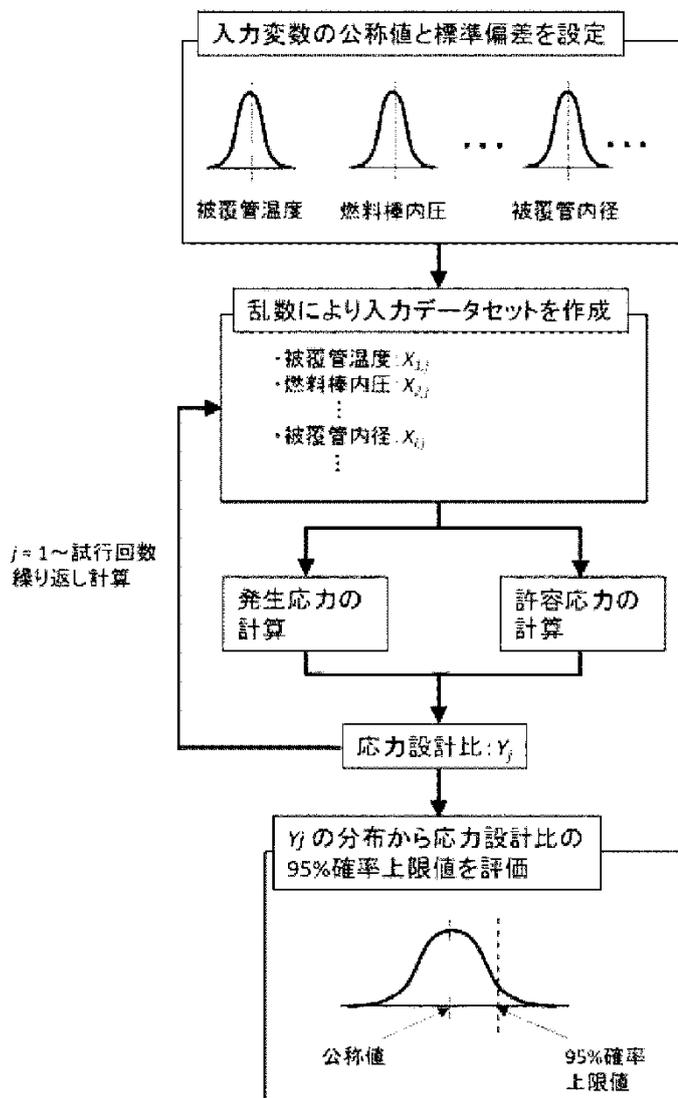 入力変数の公称値と標準偏差を設定
被覆管温度
燃料棒内圧
・・・
被覆管内径
・・・
乱数により入力データセットを作成
・被覆管温度:X1,j
・燃料棒内圧:X2,j
⋮
・被覆管内径:Xi,j
⋮
j = 1～試行回数
繰り返し計算
発生応力の
計算
許容応力の
計算
応力設計比:Yj
Yj の分布から応力設計比の
95%確率上限値を評価
公称値
95%確率
上限値